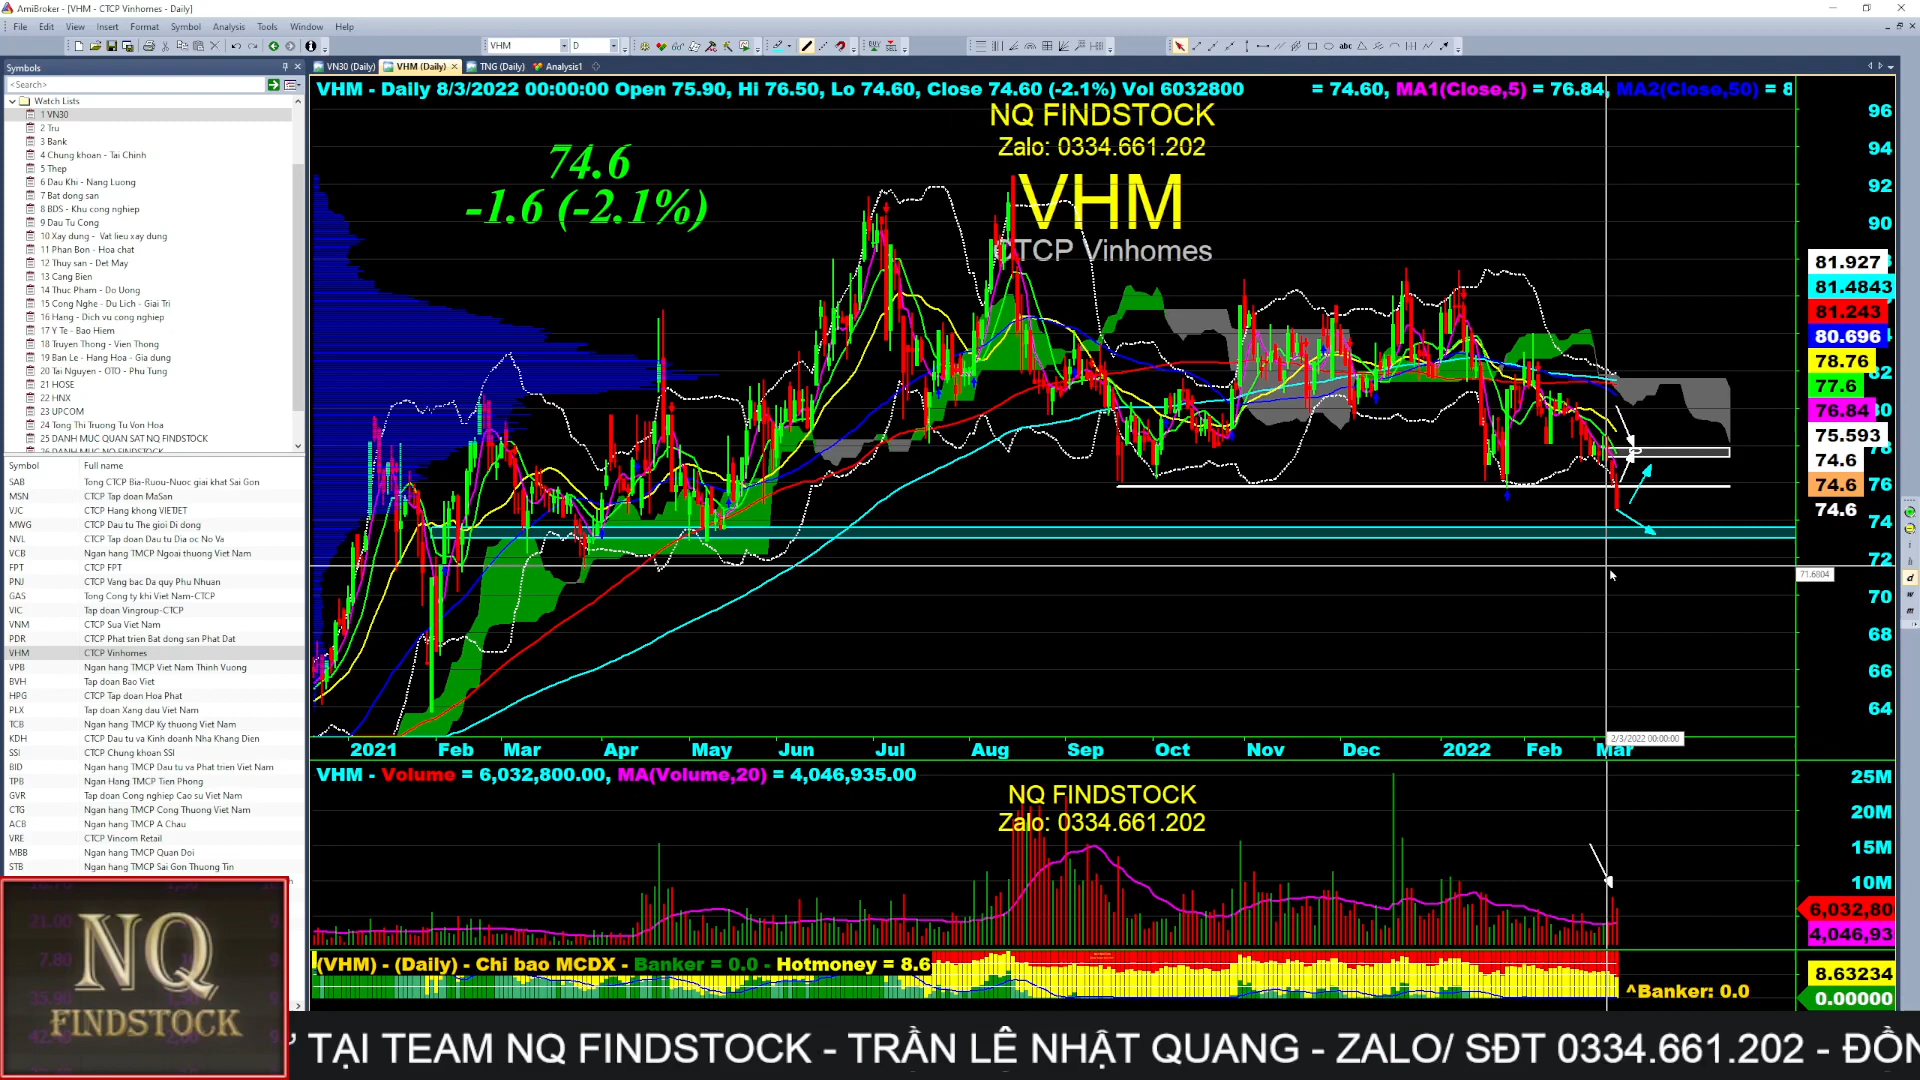 AmiBroker - [VHM - CTCP Vinhomes - Daily]
File Edit View Insert Format Symbol Analysis Tools Window Help
VHM D
Symbols
VN30 (Daily) VHM (Daily) TNG (Daily) Analysis1
<Search>
Watch Lists
1 VN30
2 Tru
3 Bank
4 Chung khoan - Tai Chinh
5 Thep
6 Dau Khi - Nang Luong
7 Bat dong san
8 BDS - Khu cong nghiep
9 Dau Tu Cong
10 Xay dung - Vat lieu xay dung
11 Phan Bon - Hoa chat
12 Thuy san - Det May
13 Cang Bien
14 Thuc Pham - Do Uong
15 Cong Nghe - Du Lich - Giai Tri
16 Hang - Dich vu cong nghiep
17 Y Te - Bao Hiem
18 Truyen Thong - Vien Thong
19 Ban Le - Hang Hoa - Gia dung
20 Tai Nguyen - OTO - Phu Tung
21 HOSE
22 HNX
23 UPCOM
24 Tong Thi Truong Tu Von Hoa
25 DANH MUC QUAN SAT NQ FINDSTOCK
Symbol Full name
SAB Tong CTCP Bia-Ruou-Nuoc giai khat Sai Gon
MSN CTCP Tap doan MaSan
VJC CTCP Hang khong VIETJET
MWG CTCP Dau tu The gioi Di dong
NVL CTCP Tap doan Dau tu Dia oc No Va
VCB Ngan hang TMCP Ngoai thuong Viet Nam
FPT CTCP FPT
PNJ CTCP Vang bac Da quy Phu Nhuan
GAS Tong Cong ty khi Viet Nam-CTCP
VIC Tap doan Vingroup-CTCP
VNM CTCP Sua Viet Nam
PDR CTCP Phat trien Bat dong san Phat Dat
VHM CTCP Vinhomes
VPB Ngan hang TMCP Viet Nam Thinh Vuong
BVH Tap doan Bao Viet
HPG CTCP Tap doan Hoa Phat
PLX Tap doan Xang dau Viet Nam
TCB Ngan hang TMCP Ky thuong Viet Nam
KDH CTCP Dau tu va Kinh doanh Nha Khang Dien
SSI CTCP Chung khoan SSI
BID Ngan hang TMCP Dau tu va Phat trien Viet Nam
TPB Ngan Hang TMCP Tien Phong
GVR Tap doan Cong nghiep Cao su Viet Nam
CTG Ngan hang TMCP Cong Thuong Viet Nam
ACB Ngan hang TMCP A Chau
VRE CTCP Vincom Retail
MBB Ngan hang TMCP Quan Doi
STB Ngan hang TMCP Sai Gon Thuong Tin
VHM - Daily 8/3/2022 00:00:00 Open 75.90, Hi 76.50, Lo 74.60, Close 74.60 (-2.1%) Vol 6032800 = 74.60, MA1(Close,5) = 76.84, MA2(Close,50) = 8
NQ FINDSTOCK
Zalo: 0334.661.202
VHM
CTCP Vinhomes
74.6
-1.6 (-2.1%)
96
94
92
90
81.927
81.4843
81.243
80.696
78.76
77.6
76.84
75.593
74.6
74.6
74.6
82
80
78
76
74
72
71.6804
70
68
66
64
2/3/2022 00:00:00
2021 Feb Mar Apr May Jun Jul Aug Sep Oct Nov Dec 2022 Feb Mar
VHM - Volume = 6,032,800.00, MA(Volume,20) = 4,046,935.00
NQ FINDSTOCK
Zalo: 0334.661.202
25M
20M
15M
10M
6,032,80
4,046,93
(VHM) - (Daily) - Chi bao MCDX - Banker = 0.0 - Hotmoney = 8.6
^Banker: 0.0
8.63234
0.00000
NQ
FINDSTOCK
TẠI TEAM NQ FINDSTOCK - TRẦN LÊ NHẬT QUANG - ZALO/ SĐT 0334.661.202 - ĐỒN